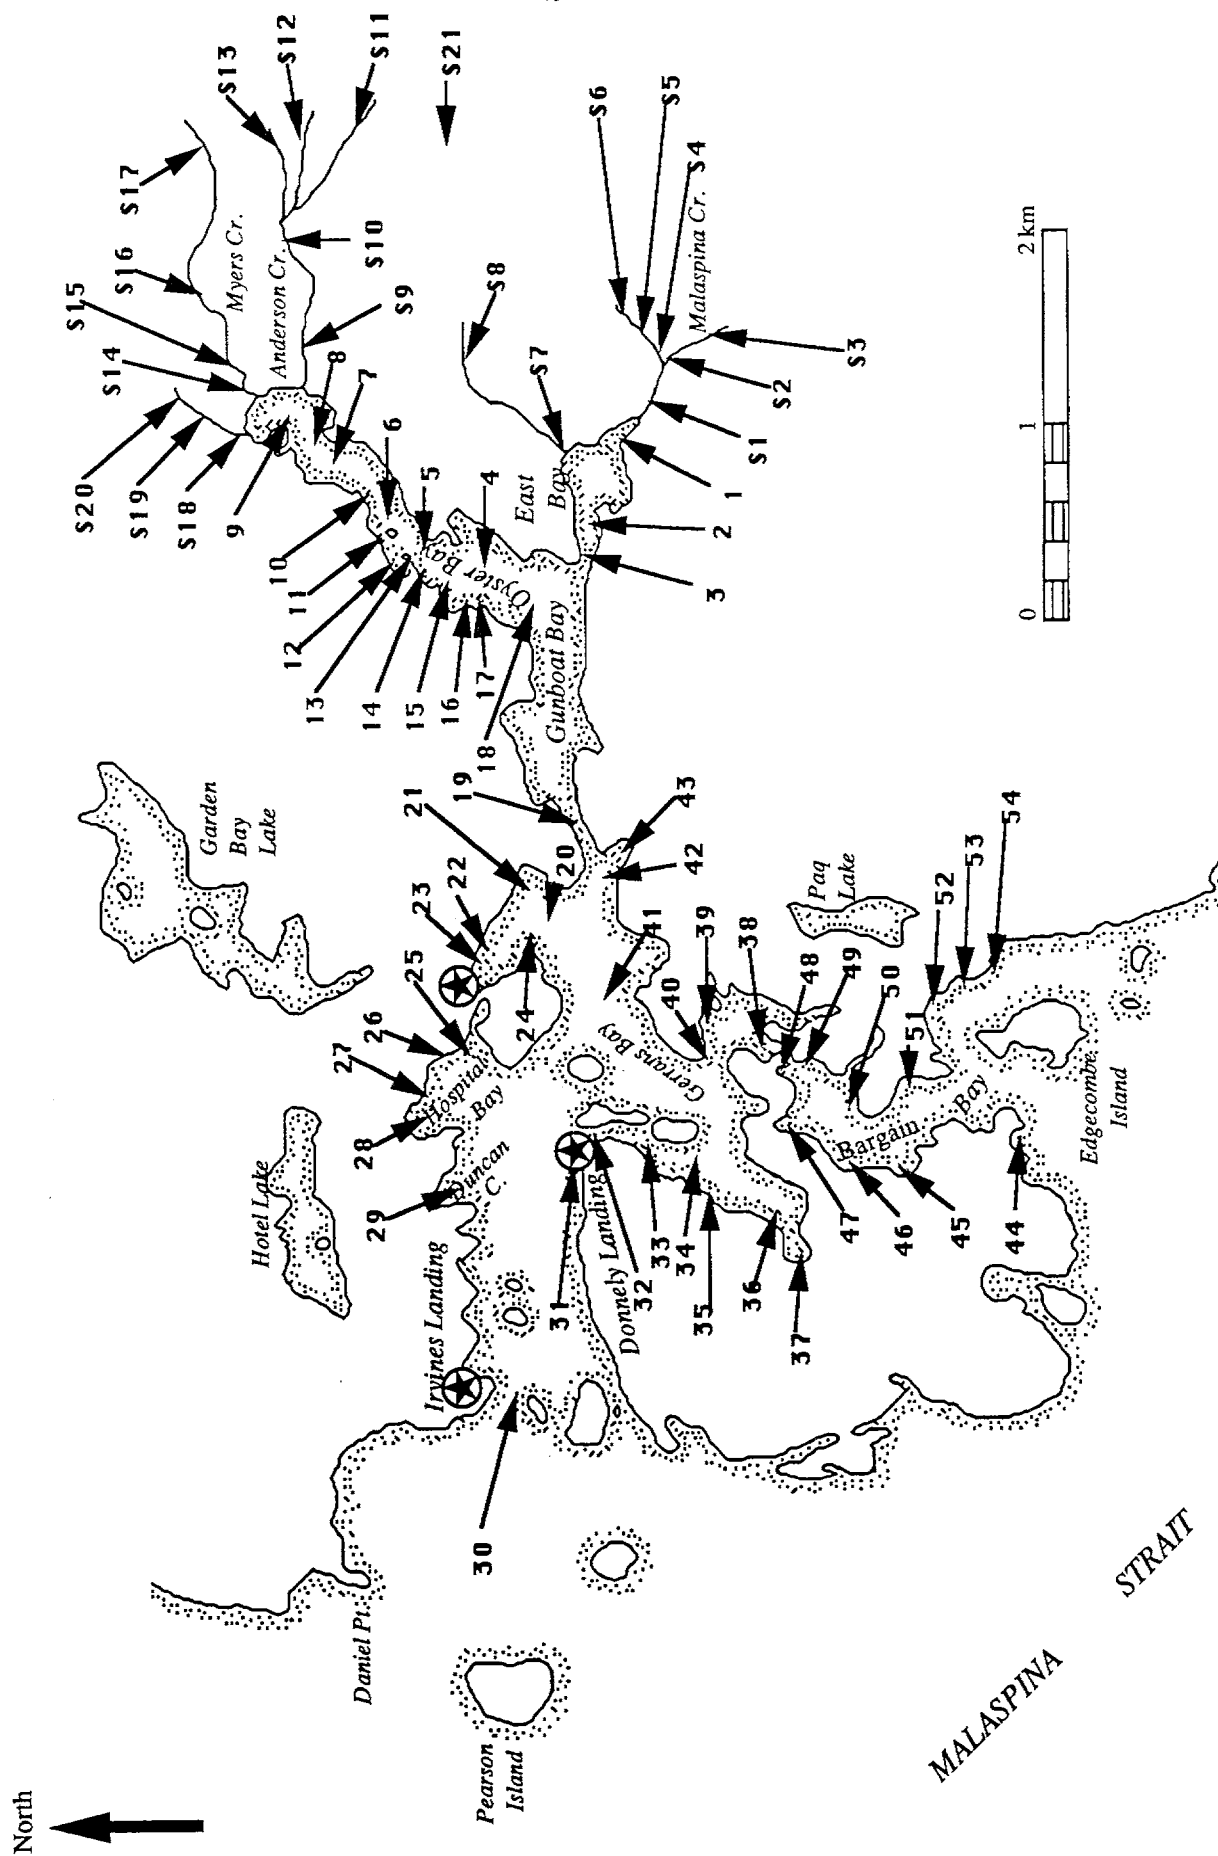 North
S20
S19
S18
S14
S15
S16
S17
S13
S12
S11
S21
Myers Cr.
Anderson Cr.
S10
S9
9
8
7
6
5
4
10
11
12
13
14
15
16
17
18
Oyster Bay
East
Bay
Gunboat Bay
S8
S7
S6
S5
S4
Malaspina Cr.
S3
S2
S1
1
2
3
0
1
2 km
Garden
Bay
Lake
19
20
21
22
23
24
25
26
27
28
29
Hospital
Bay
Duncan
C.
Hotel Lake
Irvines Landing
30
Daniel Pt.
Pearson
Island
31
Donnely Landing
32
33
34
35
36
37
Gerrans Bay
38
39
40
41
42
43
Paq
Lake
48
49
50
51
52
53
54
47
46
45
44
Bargain
Bay
Edgecombe
Island
MALASPINA
STRAIT